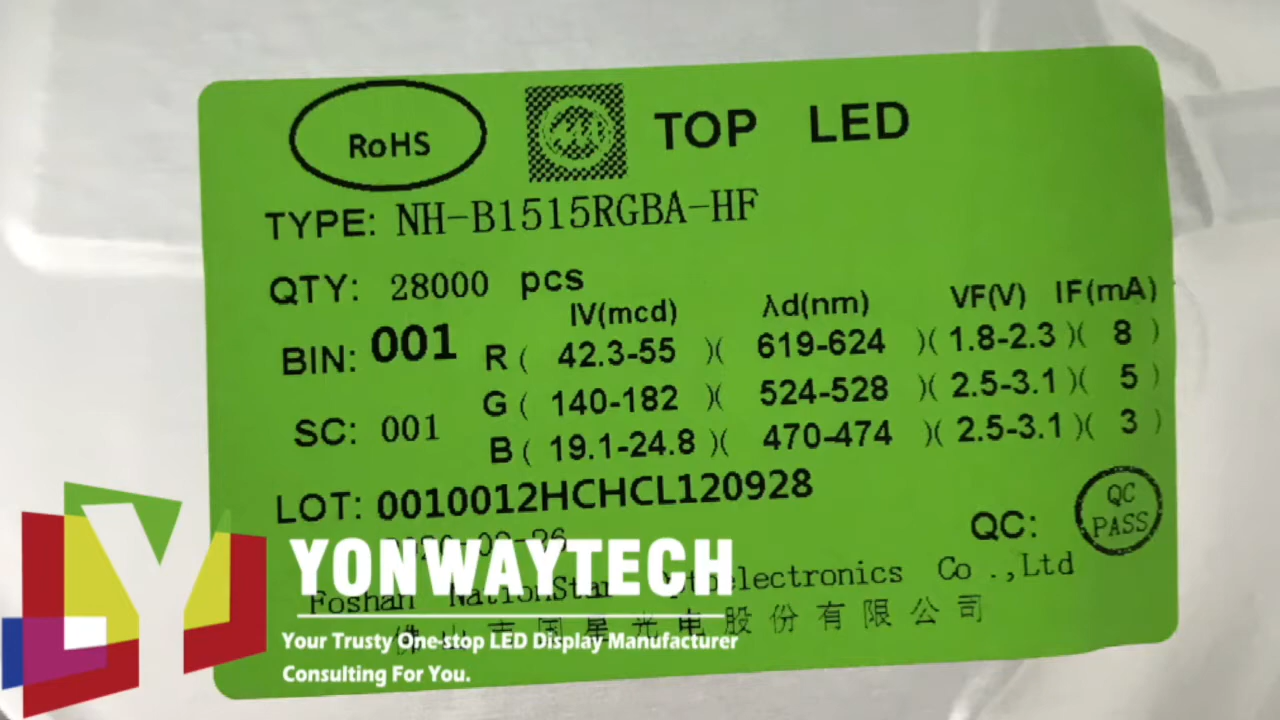 RoHS
TOP LED
TYPE: NH-B1515RGBA-HF
QTY: 28000 pcs
IV(mcd) λd(nm) VF(V) IF(mA)
BIN: 001 R ( 42.3-55 )( 619-624 )( 1.8-2.3 )( 8 )
G ( 140-182 )( 524-528 )( 2.5-3.1 )( 5 )
SC: 001
B ( 19.1-24.8 )( 470-474 )( 2.5-3.1 )( 3 )
LOT: 0010012HCHCL120928
QC: QC PASS
YONWAYTECH
Foshan NationStar Optoelectronics Co .,Ltd
佛山市国星光电股份有限公司
Your Trusty One-stop LED Display Manufacturer
Consulting For You.